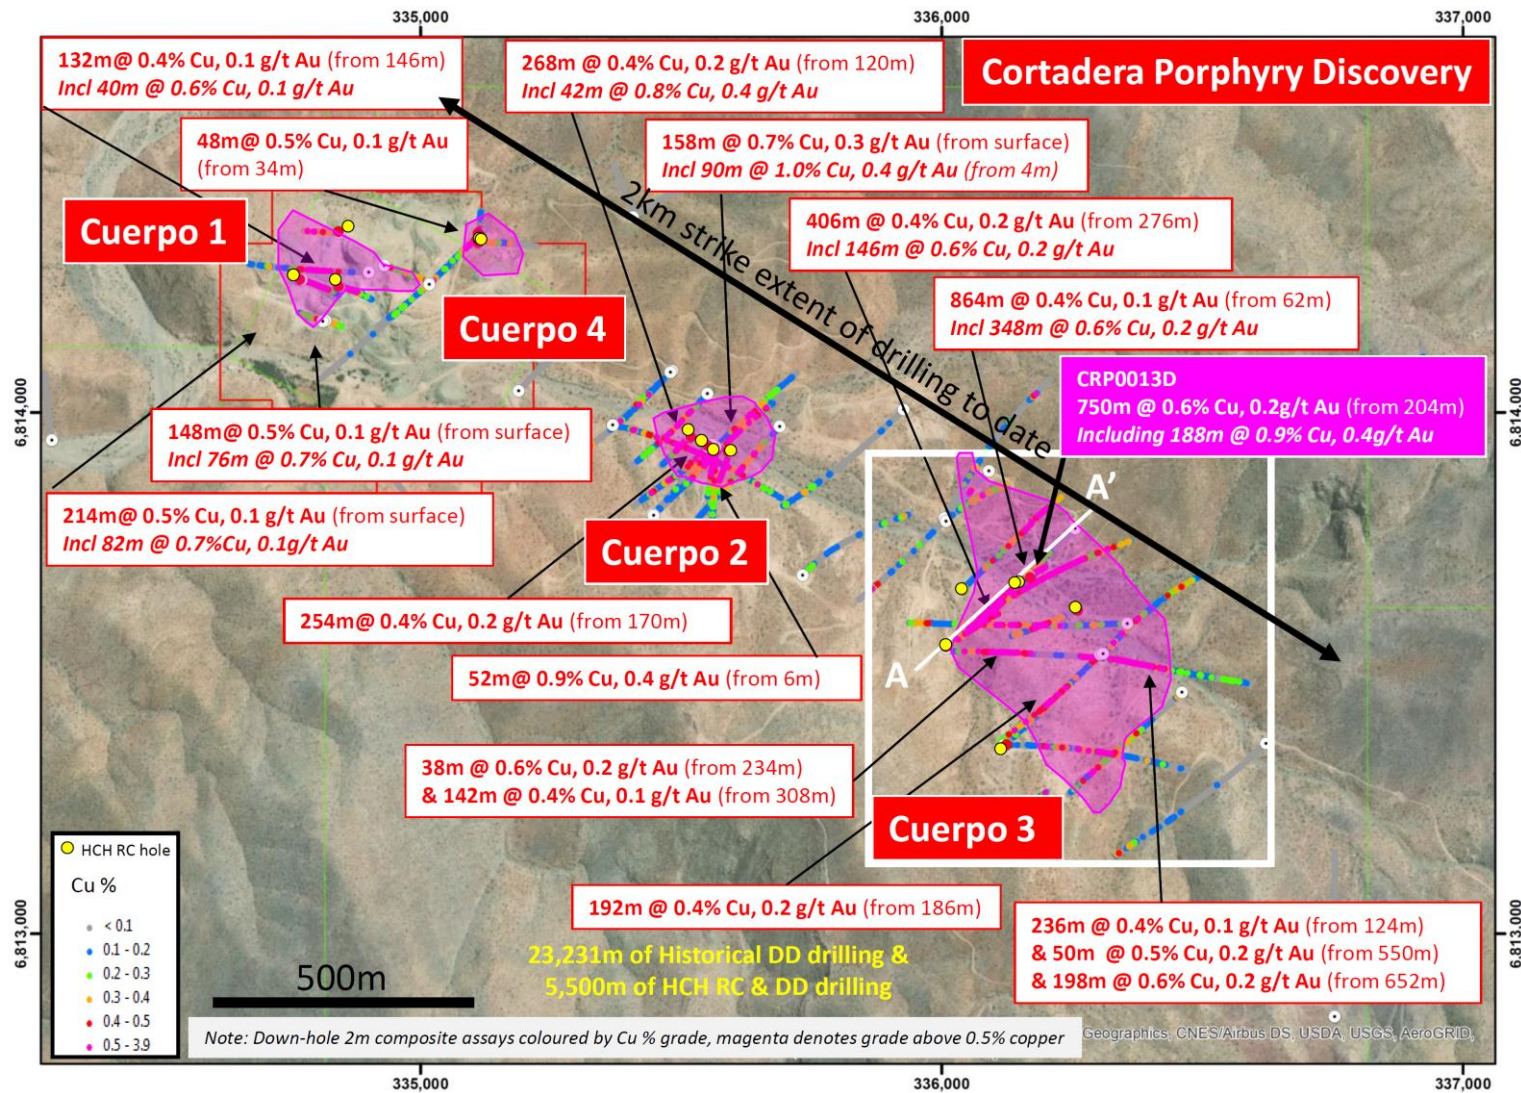 335,000
336,000
337,000
Cortadera Porphyry Discovery
132m@ 0.4% Cu, 0.1 g/t Au (from 146m)
Incl 40m @ 0.6% Cu, 0.1 g/t Au
268m @ 0.4% Cu, 0.2 g/t Au (from 120m)
Incl 42m @ 0.8% Cu, 0.4 g/t Au
48m@ 0.5% Cu, 0.1 g/t Au
(from 34m)
158m @ 0.7% Cu, 0.3 g/t Au (from surface)
Incl 90m @ 1.0% Cu, 0.4 g/t Au (from 4m)
Cuerpo 1
2km strike extent of drilling to date
406m @ 0.4% Cu, 0.2 g/t Au (from 276m)
Incl 146m @ 0.6% Cu, 0.2 g/t Au
864m @ 0.4% Cu, 0.1 g/t Au (from 62m)
Incl 348m @ 0.6% Cu, 0.2 g/t Au
Cuerpo 4
CRP0013D
750m @ 0.6% Cu, 0.2g/t Au (from 204m)
Including 188m @ 0.9% Cu, 0.4g/t Au
6,814,000
6,814,000
148m@ 0.5% Cu, 0.1 g/t Au (from surface)
Incl 76m @ 0.7% Cu, 0.1 g/t Au
A'
214m@ 0.5% Cu, 0.1 g/t Au (from surface)
Incl 82m @ 0.7%Cu, 0.1g/t Au
Cuerpo 2
254m@ 0.4% Cu, 0.2 g/t Au (from 170m)
52m@ 0.9% Cu, 0.4 g/t Au (from 6m)
A
38m @ 0.6% Cu, 0.2 g/t Au (from 234m)
& 142m @ 0.4% Cu, 0.1 g/t Au (from 308m)
Cuerpo 3
192m @ 0.4% Cu, 0.2 g/t Au (from 186m)
236m @ 0.4% Cu, 0.1 g/t Au (from 124m)
& 50m @ 0.5% Cu, 0.2 g/t Au (from 550m)
& 198m @ 0.6% Cu, 0.2 g/t Au (from 652m)
HCH RC hole
Cu %
< 0.1
0.1 - 0.2
0.2 - 0.3
0.3 - 0.4
0.4 - 0.5
0.5 - 3.9
6,813,000
6,813,000
23,231m of Historical DD drilling &
5,500m of HCH RC & DD drilling
500m
Note: Down-hole 2m composite assays coloured by Cu % grade, magenta denotes grade above 0.5% copper
Geographics, CNES/Airbus DS, USDA, USGS, AeroGRID,
335,000
336,000
337,000